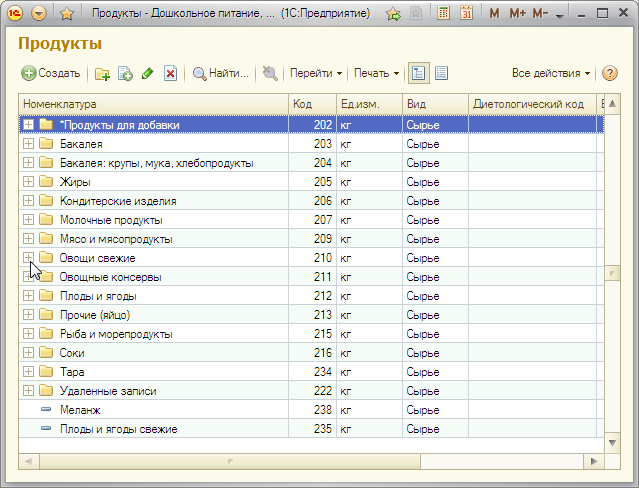 Продукты - Дошкольное питание, ... (1С:Предприятие)
M M+ M-
Продукты
Создать Найти... Перейти Печать Все действия
Номенклатура Код Ед.изм. Вид Диетологический код
*Продукты для добавки 202 кг Сырье
Бакалея 203 кг Сырье
Бакалея: крупы, мука, хлебопродукты 204 кг Сырье
Жиры 205 кг Сырье
Кондитерские изделия 206 кг Сырье
Молочные продукты 207 кг Сырье
Мясо и мясопродукты 209 кг Сырье
Овощи свежие 210 кг Сырье
Овощные консервы 211 кг Сырье
Плоды и ягоды 212 кг Сырье
Прочие (яйцо) 213 кг Сырье
Рыба и морепродукты 215 кг Сырье
Соки 216 кг Сырье
Тара 234 кг Сырье
Удаленные записи 222 кг Сырье
Меланж 238 кг Сырье
Плоды и ягоды свежие 235 кг Сырье